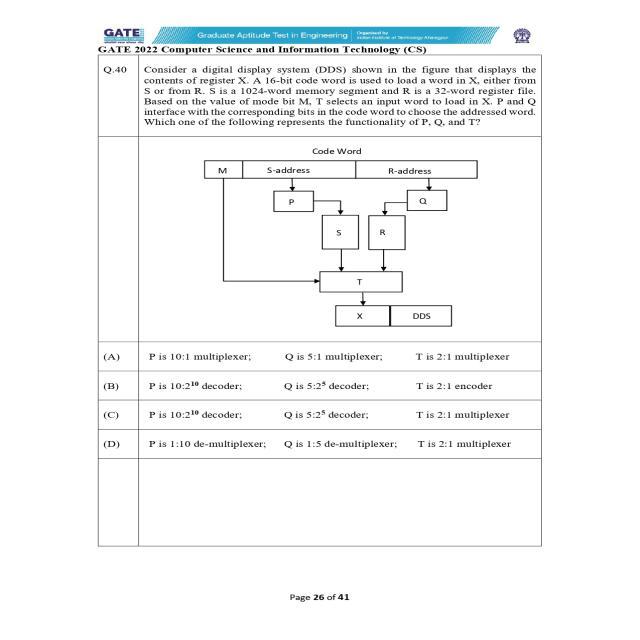 GATE Graduate Aptitude Test in Engineering Organised by
Indian Institute of Technology Kharagpur
GATE 2022 Computer Science and Information Technology (CS)
Q.40 Consider a digital display system (DDS) shown in the figure that displays the
contents of register X. A 16-bit code word is used to load a word in X, either from
S or from R. S is a 1024-word memory segment and R is a 32-word register file.
Based on the value of mode bit M, T selects an input word to load in X. P and Q
interface with the corresponding bits in the code word to choose the addressed word.
Which one of the following represents the functionality of P, Q, and T?
Code Word
M S-address R-address
P Q
S R
T
X DDS
(A) P is 10:1 multiplexer; Q is 5:1 multiplexer; T is 2:1 multiplexer
(B) P is 10:2¹⁰ decoder; Q is 5:2⁵ decoder; T is 2:1 encoder
(C) P is 10:2¹⁰ decoder; Q is 5:2⁵ decoder; T is 2:1 multiplexer
(D) P is 1:10 de-multiplexer; Q is 1:5 de-multiplexer; T is 2:1 multiplexer
Page 26 of 41